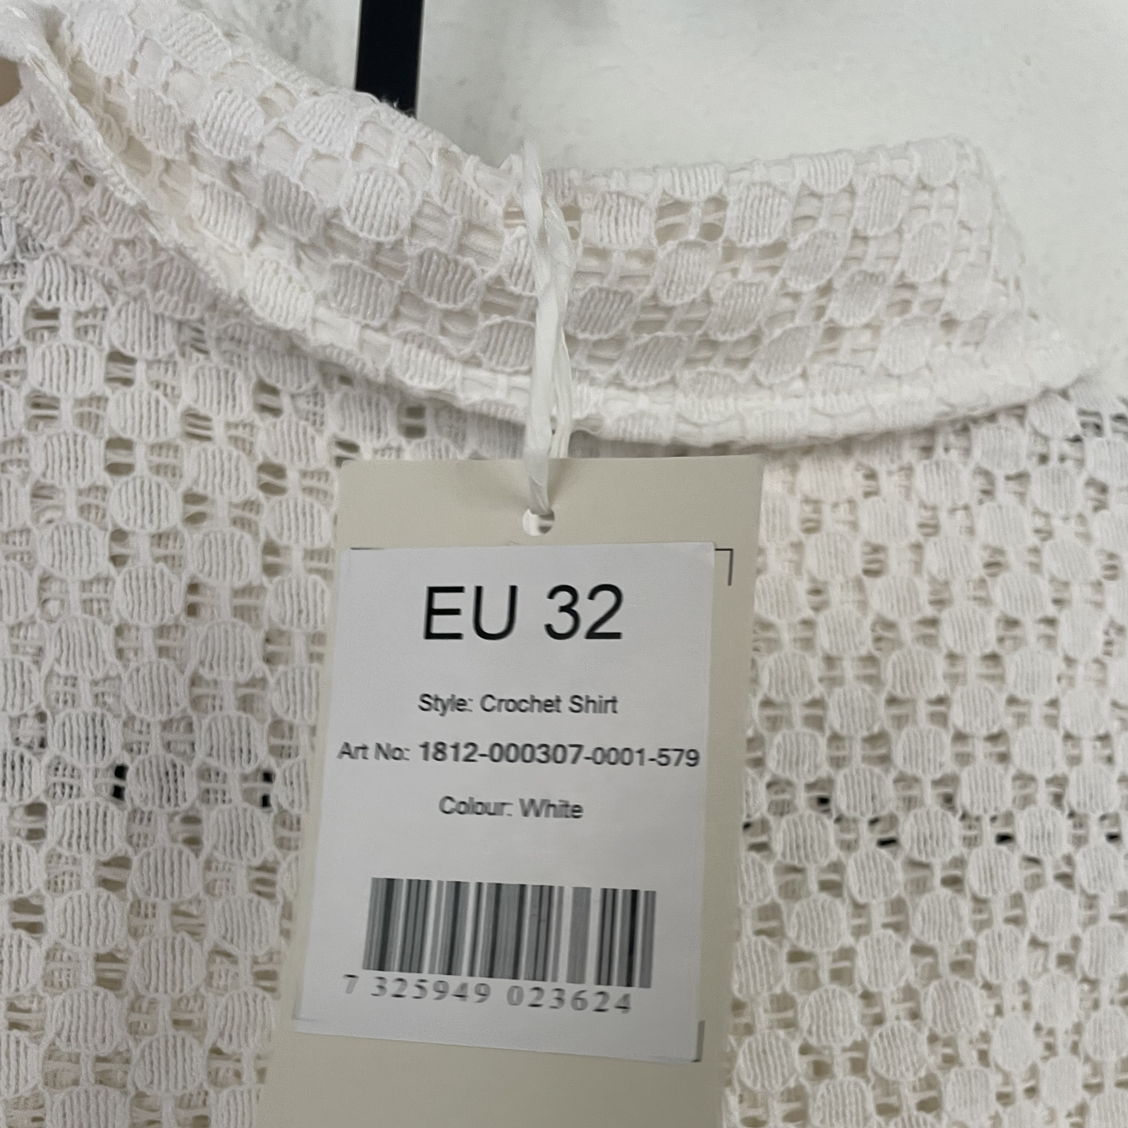 EU 32
Style: Crochet Shirt
Art No: 1812-000307-0001-579
Colour: White
7 325949 023624